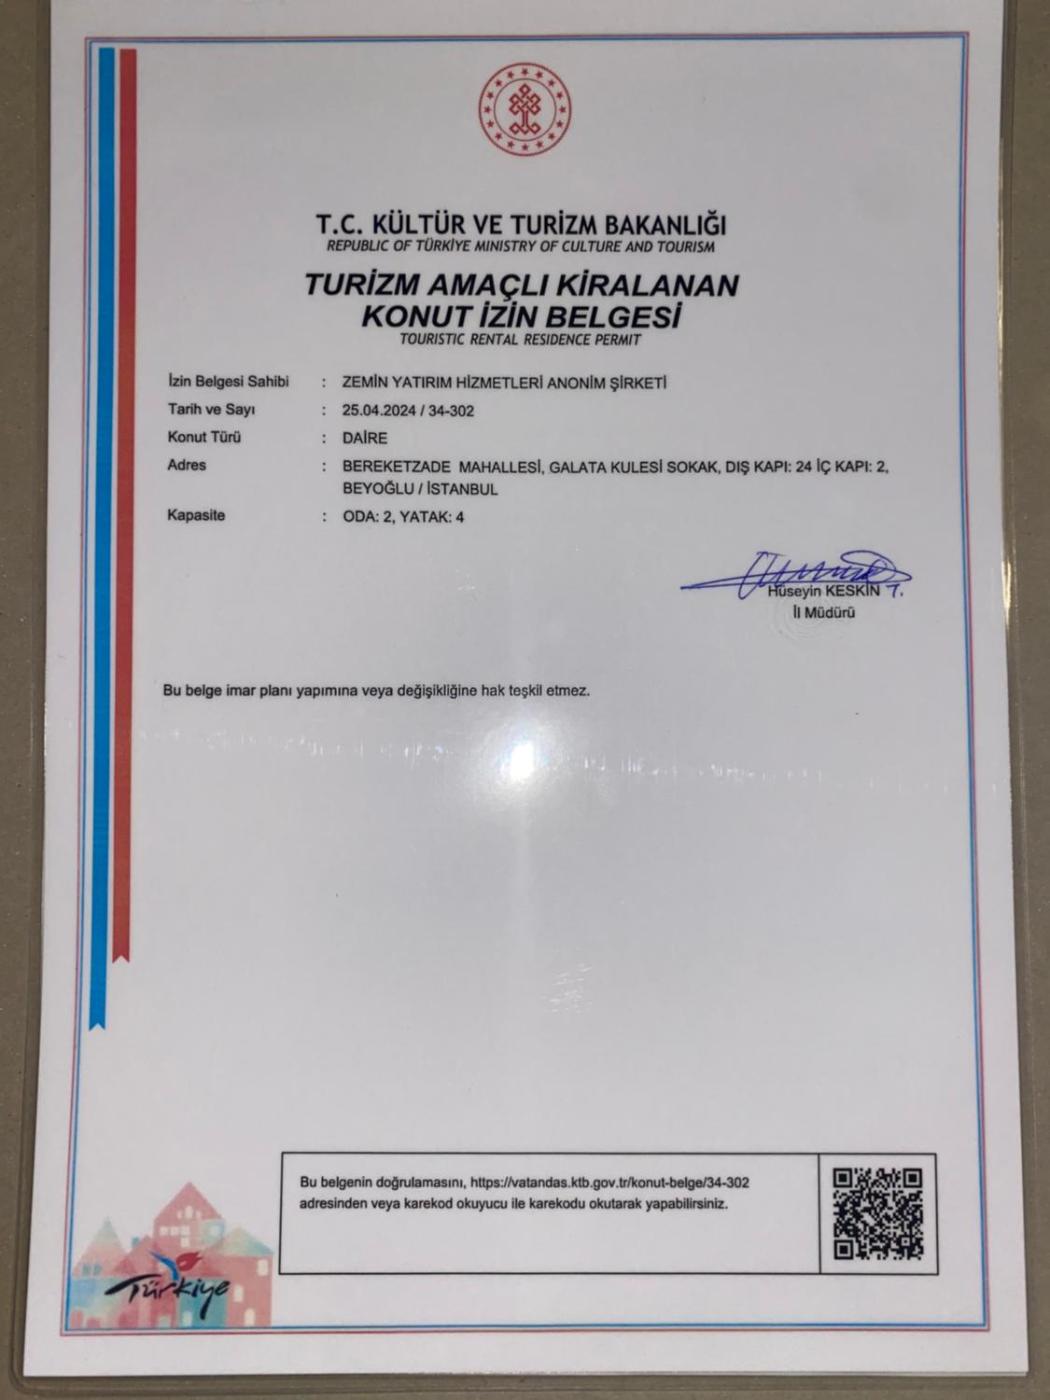 T.C. KÜLTÜR VE TURİZM BAKANLIĞI
REPUBLIC OF TÜRKİYE MINISTRY OF CULTURE AND TOURISM
TURİZM AMAÇLI KİRALANAN
KONUT İZİN BELGESİ
TOURISTIC RENTAL RESIDENCE PERMIT
İzin Belgesi Sahibi : ZEMİN YATIRIM HİZMETLERİ ANONİM ŞİRKETİ
Tarih ve Sayı : 25.04.2024 / 34-302
Konut Türü : DAİRE
Adres : BEREKETZADE MAHALLESİ, GALATA KULESİ SOKAK, DIŞ KAPI: 24 İÇ KAPI: 2,
BEYOĞLU / İSTANBUL
Kapasite : ODA: 2, YATAK: 4
Hüseyin KESKİN T.
İl Müdürü
Bu belge imar planı yapımına veya değişikliğine hak teşkil etmez.
Bu belgenin doğrulamasını, https://vatandas.ktb.gov.tr/konut-belge/34-302
adresinden veya karekod okuyucu ile karekodu okutarak yapabilirsiniz.
Türkiye